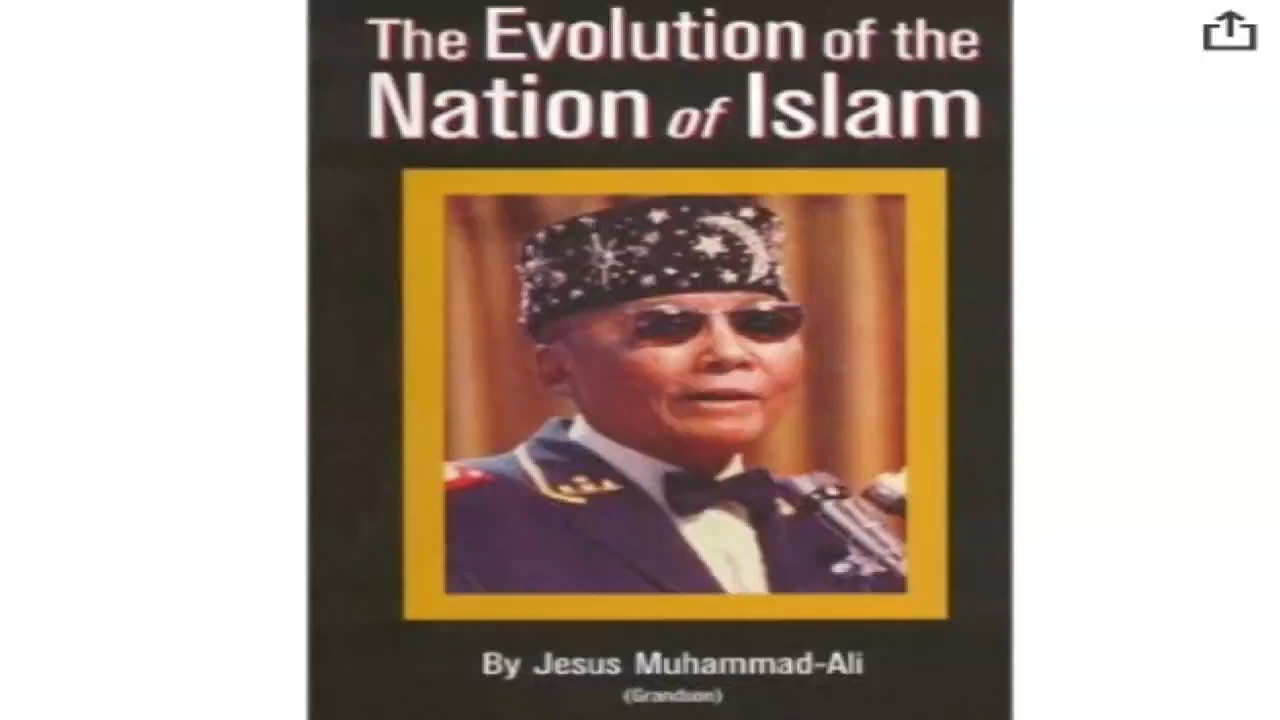 The Evolution of the
Nation of Islam
By Jesus Muhammad-Ali
(Grandson)